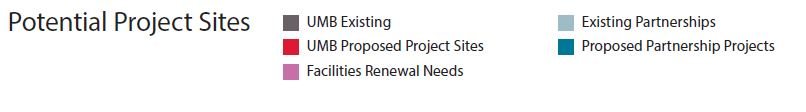 Potential Project Sites
UMB Existing
UMB Proposed Project Sites
Facilities Renewal Needs
Existing Partnerships
Proposed Partnership Projects